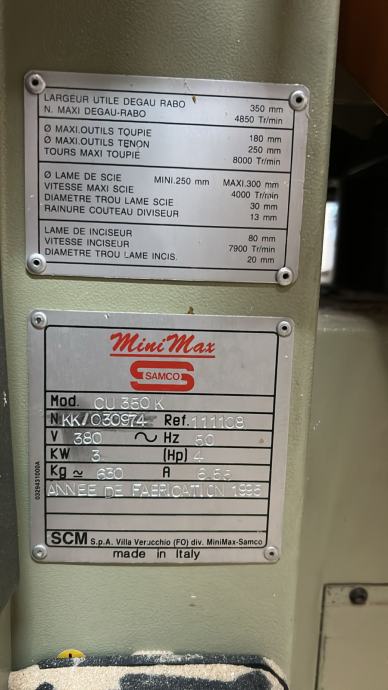 LARGEUR UTILE DEGAU RABO 350 mm
N. MAXI DEGAU-RABO 4850 Tr/min
Ø MAXI.OUTILS TOUPIE 180 mm
Ø MAXI.OUTILS TENON 250 mm
TOURS MAXI TOUPIE 8000 Tr/min
Ø LAME DE SCIE MINI.250 mm MAXI.300 mm
VITESSE MAXI SCIE 4000 Tr/min
DIAMETRE TROU LAME SCIE 30 mm
RAINURE COUTEAU DIVISEUR 13 mm
LAME DE INCISEUR 80 mm
VITESSE INCISEUR 7900 Tr/min
DIAMETRE TROU LAME INCIS. 20 mm
MiniMax
S
SAMCO
Mod. CU 350 K
N KK/030974 Ref. 111108
V 380 ~ Hz 50
KW 3 (Hp) 4
Kg ≈ 630 A 6.55
ANNEE DE FABRICATION 1995
0329431000A
SCM S.p.A. Villa Verucchio (FO) div. MiniMax-Samco
made in Italy